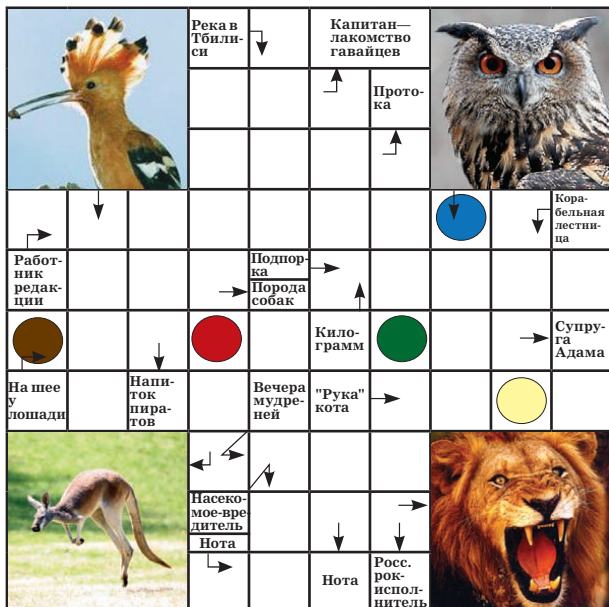 Река в
Тбили-
си
Капитан—
лакомство
гавайцев
Прото-
ка
Кора-
бельная
лестни-
ца
Работ-
ник
редак-
ции
Подпор-
ка
Порода
собак
Кило-
грамм
Супру-
га
Адама
На шее
у
лошади
Напи-
ток
пира-
тов
Вечера
мудре-
ней
"Рука"
кота
Насеко-
мое-вре-
дитель
Нота
Нота
Росс.
рок-
испол-
нитель